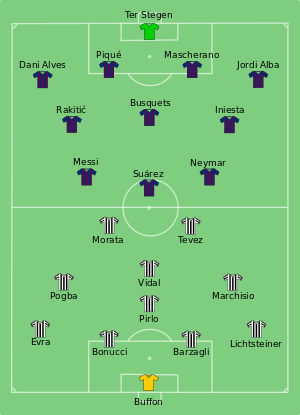 Ter Stegen
Piqué Mascherano
Dani Alves Jordi Alba
Busquets
Rakitić Iniesta
Messi Neymar
Suárez
Morata Tevez
Vidal
Pogba Marchisio
Pirlo
Evra Lichtsteiner
Bonucci Barzagli
Buffon